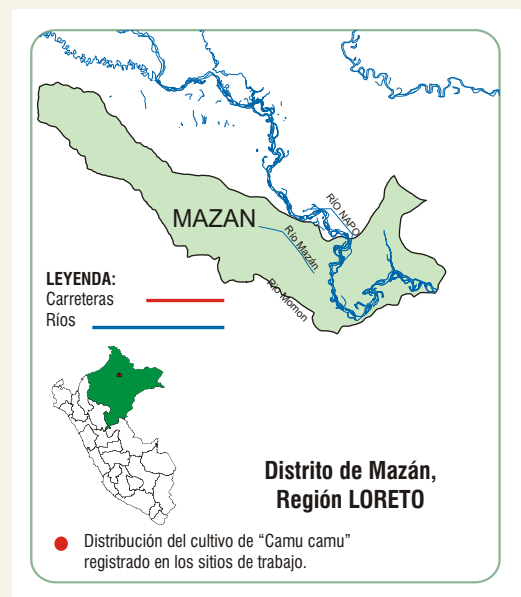 RÍO NAPO
MAZAN
Río Mazán
Río Momon
LEYENDA:
Carreteras
Ríos
Distrito de Mazán,
Región LORETO
Distribución del cultivo de “Camu camu”
registrado en los sitios de trabajo.